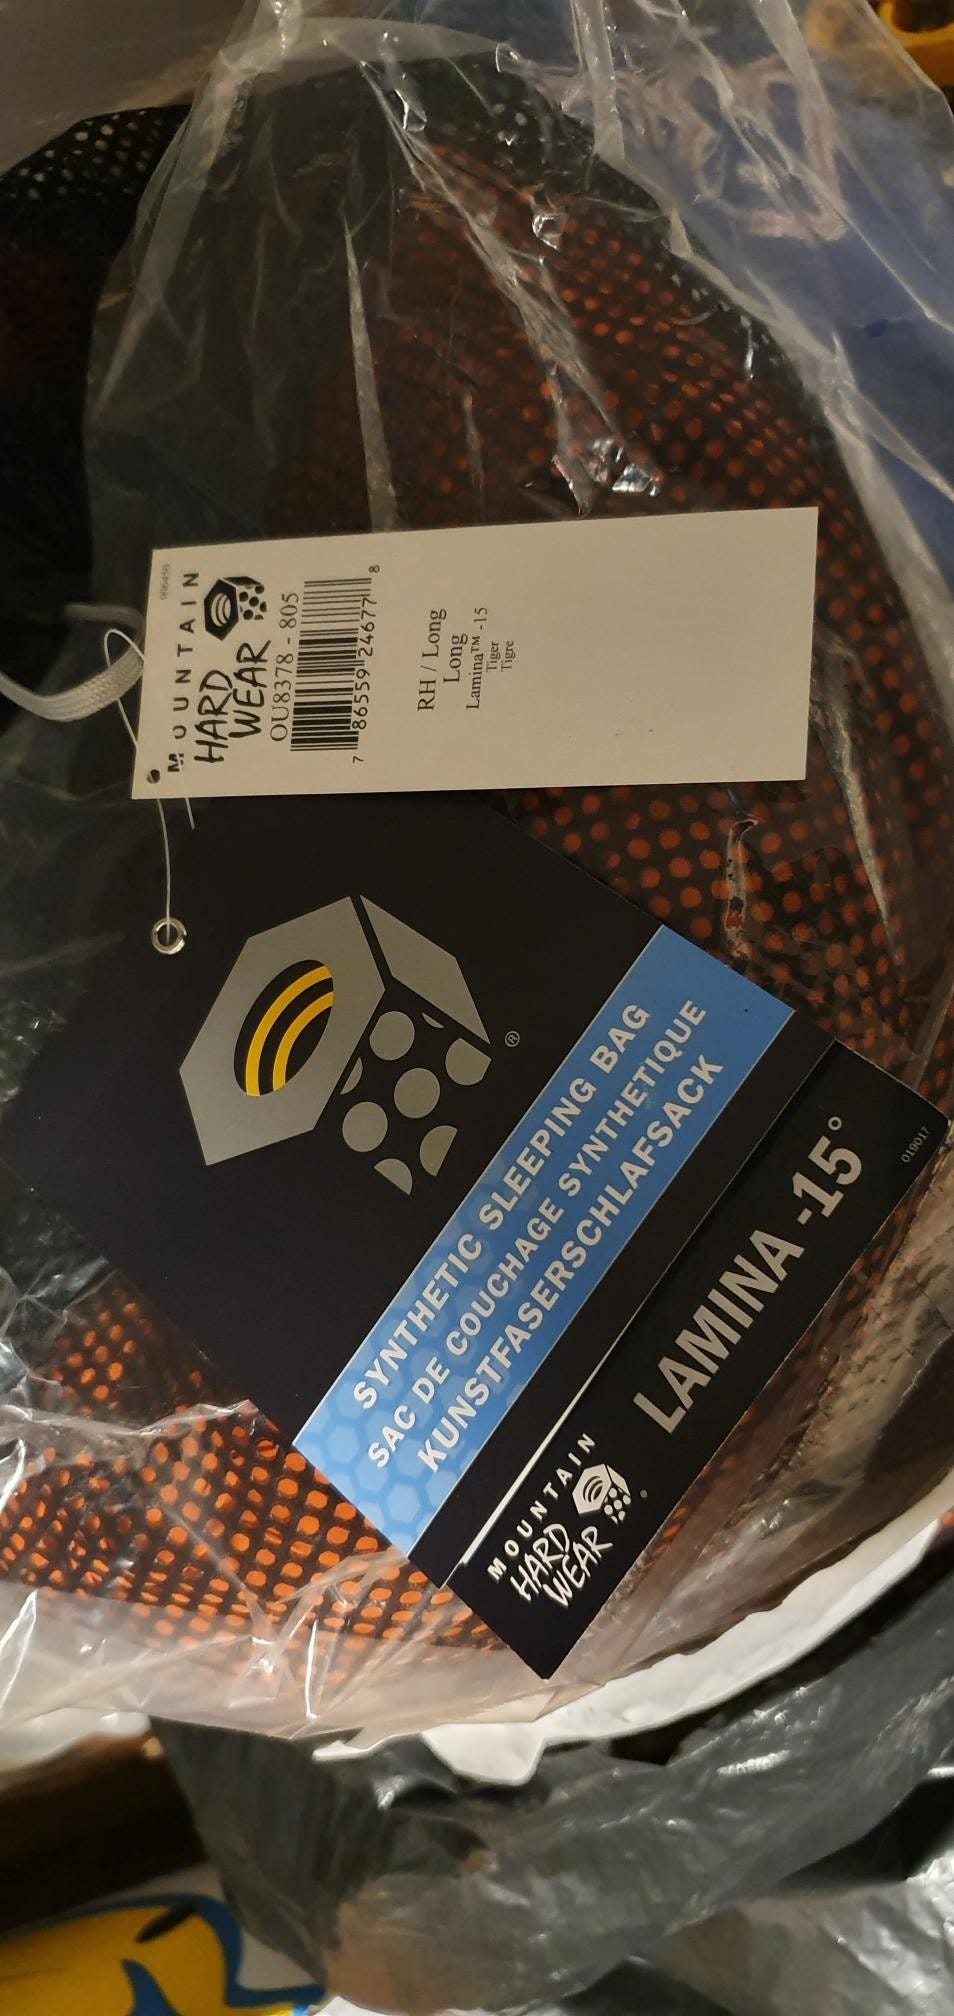 006450
MOUNTAIN
HARD
WEAR
OU8378 - 805
7 86559 24677 8
RH / Long
Long
Lamina™ -15
Tiger
Tigre
®
SYNTHETIC SLEEPING BAG
SAC DE COUCHAGE SYNTHETIQUE
KUNSTFASERSCHLAFSACK
MOUNTAIN
HARD
WEAR
LAMINA -15°
019017